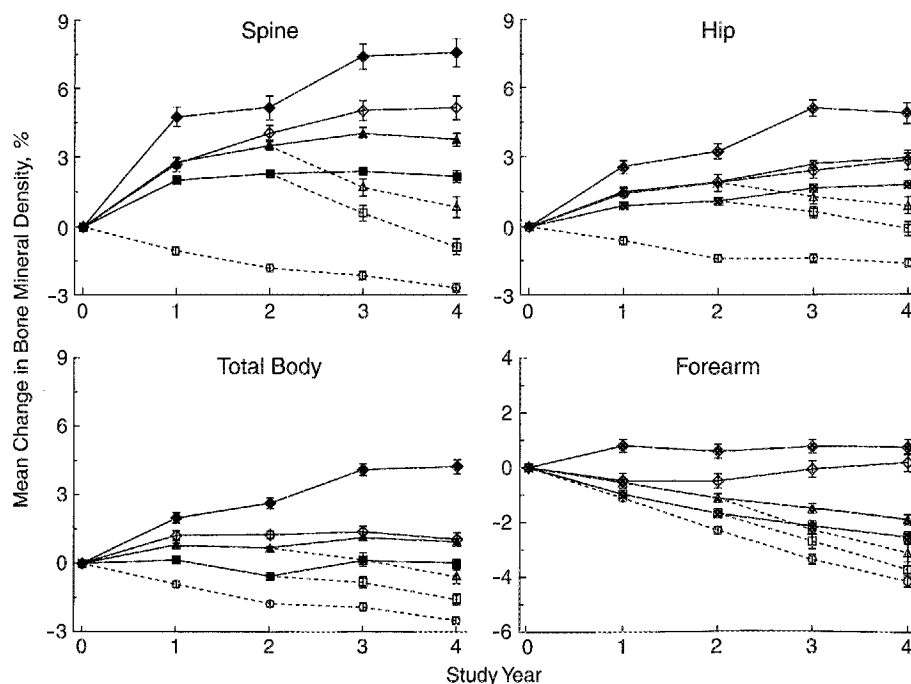 Mean Change in Bone Mineral Density, %
Spine
9
6
3
0
−3
0 1 2 3 4
Hip
9
6
3
0
−3
0 1 2 3 4
Total Body
9
6
3
0
−3
0 1 2 3 4
Forearm
4
2
0
−2
−4
−6
0 1 2 3 4
Study Year